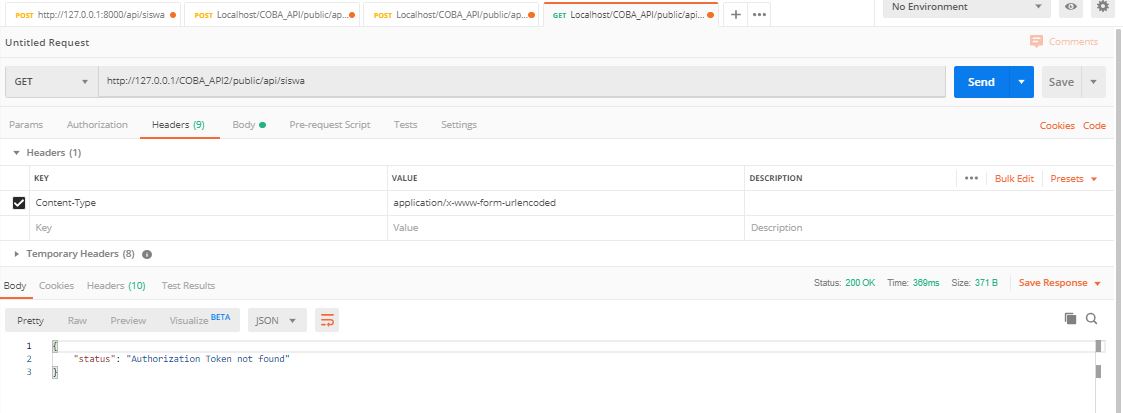 POST http://127.0.0.1:8000/api/siswa POST Localhost/COBA_API/public/ap... POST Localhost/COBA_API/public/ap... GET Localhost/COBA_API/public/api... + ••• No Environment
Untitled Request Comments
GET http://127.0.0.1/COBA_API2/public/api/siswa Send Save
Params Authorization Headers (9) Body Pre-request Script Tests Settings Cookies Code
Headers (1)
KEY VALUE DESCRIPTION ••• Bulk Edit Presets
Content-Type application/x-www-form-urlencoded
Key Value Description
Temporary Headers (8) i
Body Cookies Headers (10) Test Results Status: 200 OK Time: 369ms Size: 371 B Save Response
Pretty Raw Preview Visualize BETA JSON
1 {
2 "status": "Authorization Token not found"
3 }